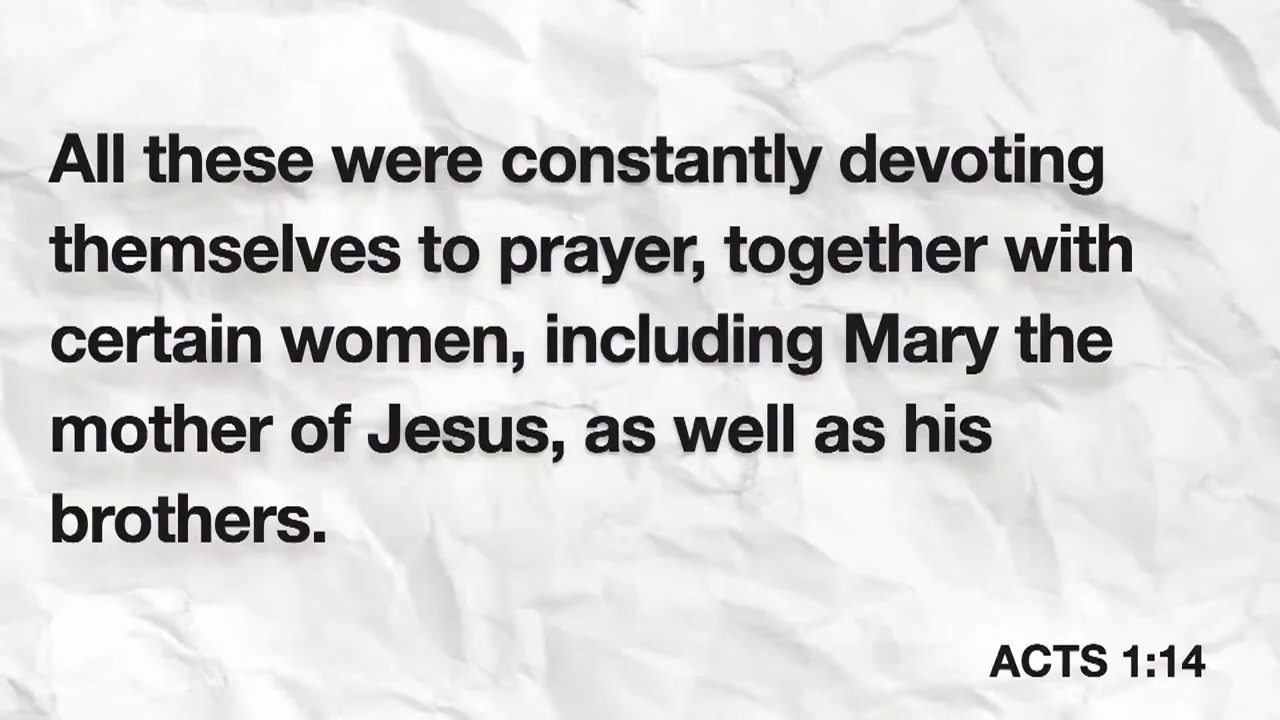 All these were constantly devoting
themselves to prayer, together with
certain women, including Mary the
mother of Jesus, as well as his
brothers.
ACTS 1:14